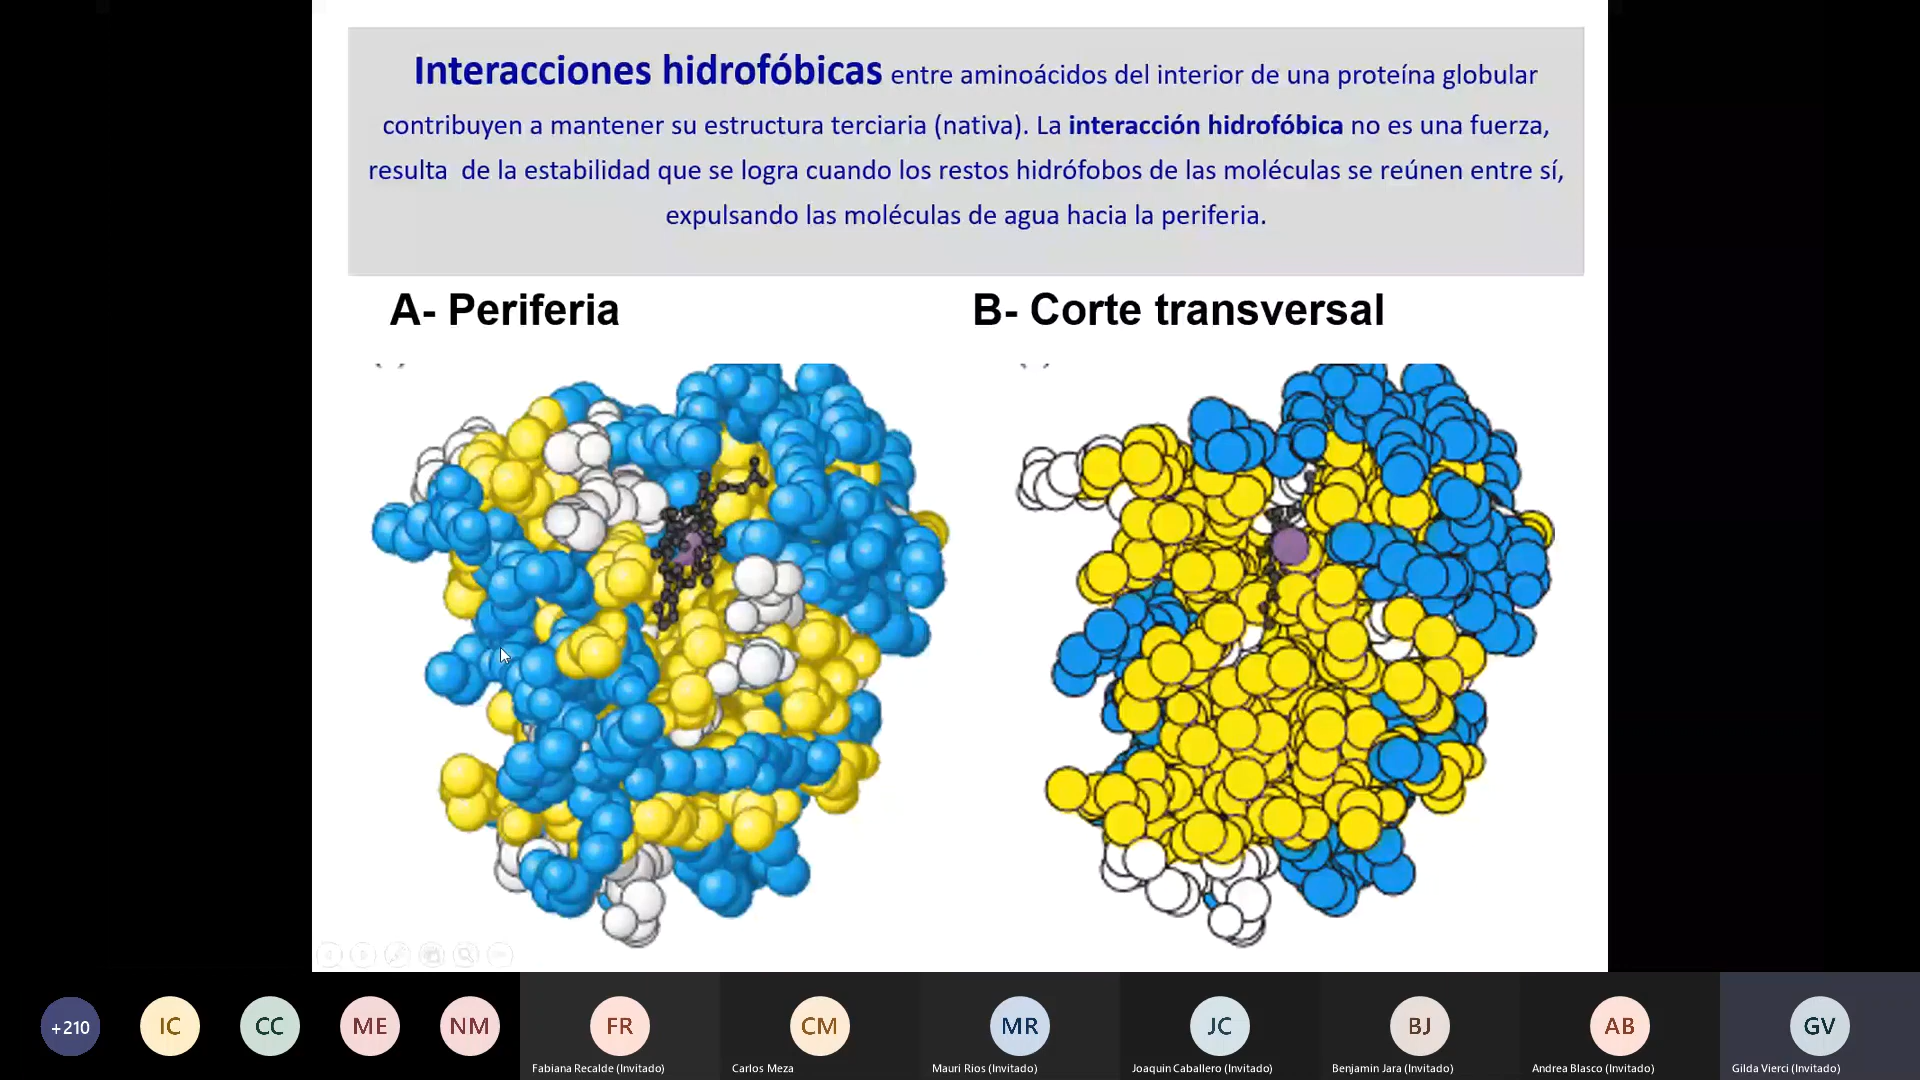 Interacciones hidrofóbicas entre aminoácidos del interior de una proteína globular
contribuyen a mantener su estructura terciaria (nativa). La interacción hidrofóbica no es una fuerza,
resulta de la estabilidad que se logra cuando los restos hidrófobos de las moléculas se reúnen entre sí,
expulsando las moléculas de agua hacia la periferia.
A- Periferia
B- Corte transversal
+210
IC
CC
ME
NM
FR
CM
MR
JC
BJ
AB
GV
Fabiana Recalde (Invitado)
Carlos Meza
Mauri Rios (Invitado)
Joaquin Caballero (Invitado)
Benjamin Jara (Invitado)
Andrea Blasco (Invitado)
Gilda Vierci (Invitado)